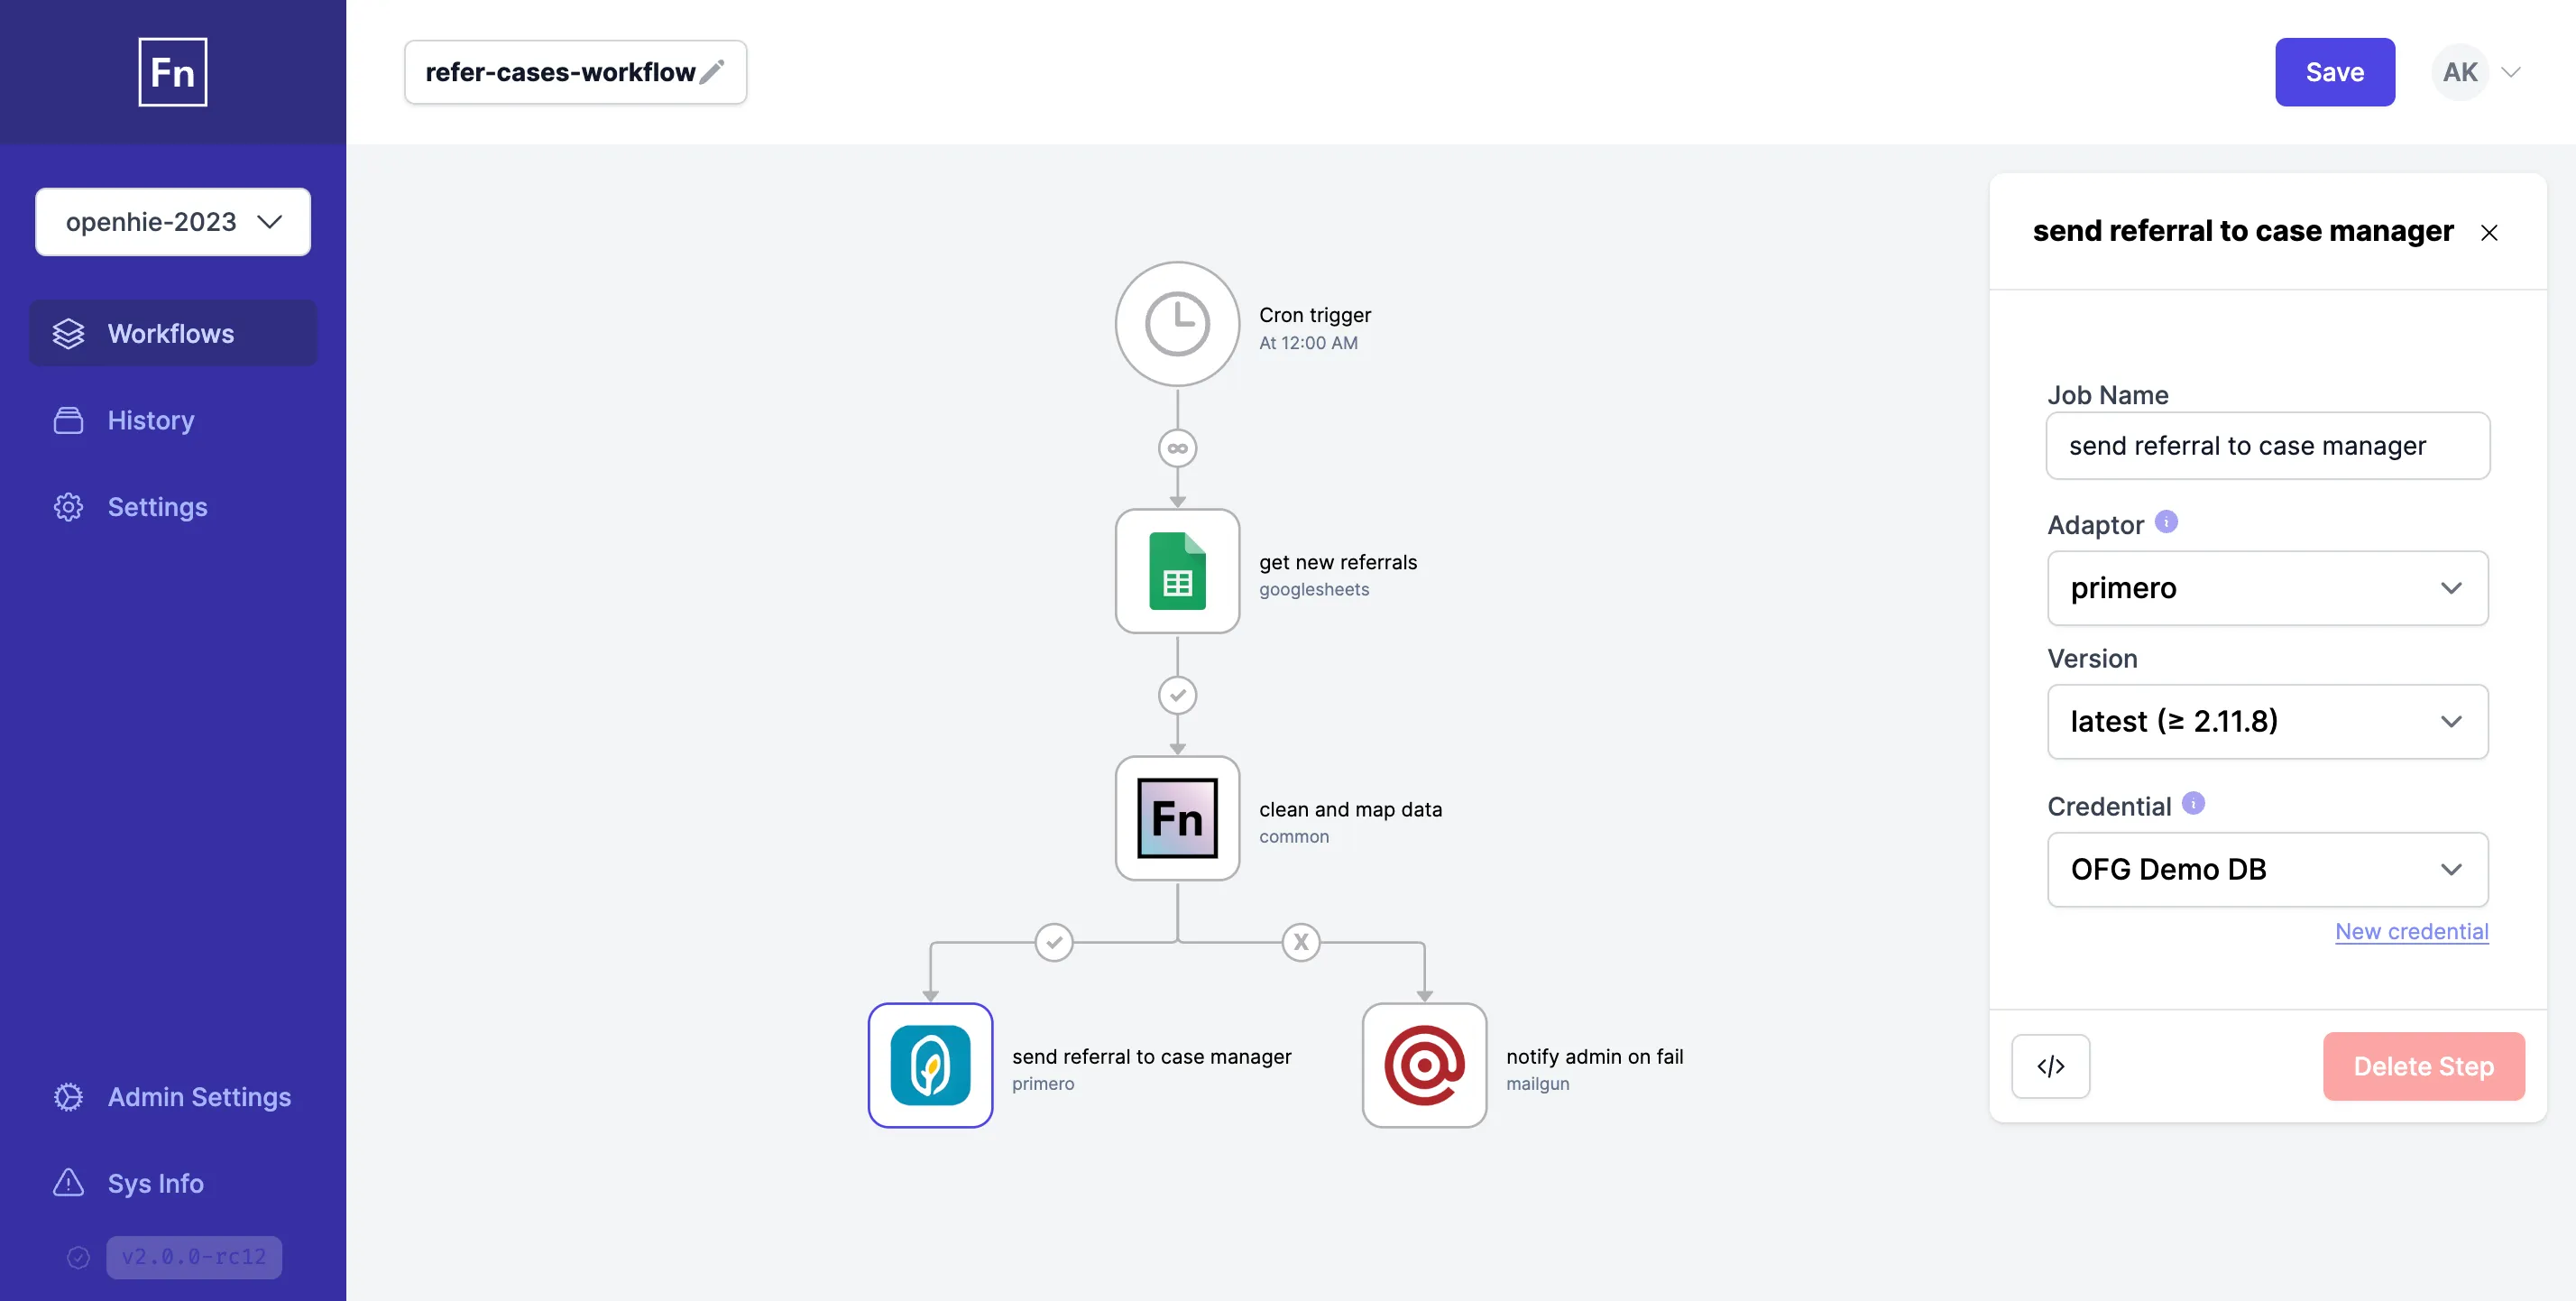 Fn
refer-cases-workflow
Save
AK
openhie-2023
Workflows
History
Settings
Admin Settings
Sys Info
v2.0.0-rc12
Cron trigger
At 12:00 AM
get new referrals
googlesheets
Fn
clean and map data
common
X
send referral to case manager
primero
notify admin on fail
mailgun
send referral to case manager
Job Name
send referral to case manager
Adaptor
primero
Version
latest (≥ 2.11.8)
Credential
OFG Demo DB
New credential
</>
Delete Step